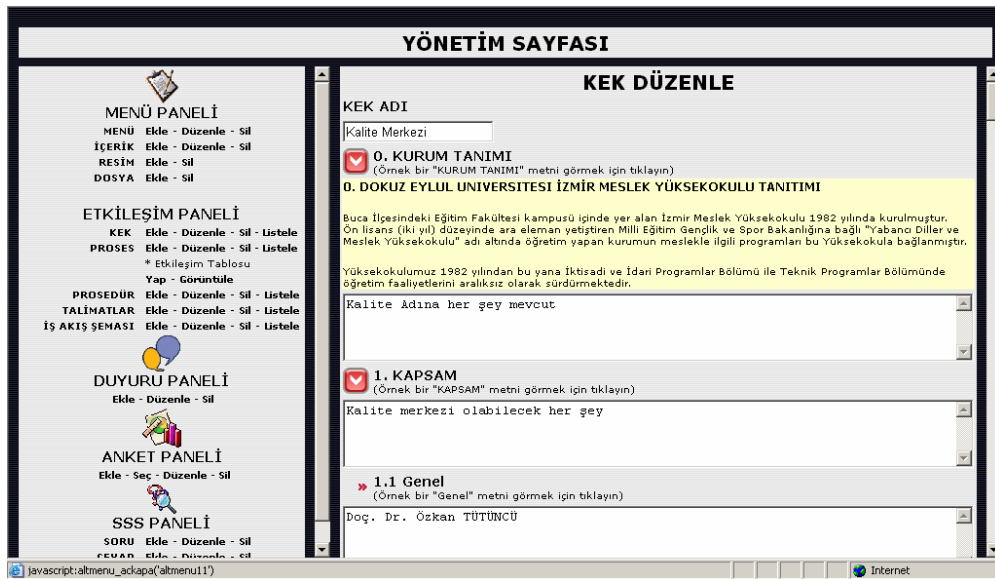 YÖNETİM SAYFASI
MENÜ PANELİ
MENÜ Ekle - Düzenle - Sil
İÇERİK Ekle - Düzenle - Sil
RESİM Ekle - Sil
DOSYA Ekle - Sil
ETKİLEŞİM PANELİ
KEK Ekle - Düzenle - Sil - Listele
PROSES Ekle - Düzenle - Sil - Listele
* Etkileşim Tablosu
Yap - Görüntüle
PROSEDÜR Ekle - Düzenle - Sil - Listele
TALİMATLAR Ekle - Düzenle - Sil - Listele
İŞ AKIŞ ŞEMASI Ekle - Düzenle - Sil - Listele
DUYURU PANELİ
Ekle - Düzenle - Sil
ANKET PANELİ
Ekle - Seç - Düzenle - Sil
SSS PANELİ
SORU Ekle - Düzenle - Sil
CEVAP Ekle - Düzenle - Sil
KEK DÜZENLE
KEK ADI
Kalite Merkezi
0. KURUM TANIMI
(Örnek bir "KURUM TANIMI" metni görmek için tıklayın)
0. DOKUZ EYLUL UNIVERSITESI İZMİR MESLEK YÜKSEKOKULU TANITIMI
Buca İlçesindeki Eğitim Fakültesi kampusü içinde yer alan İzmir Meslek Yüksekokulu 1982 yılında kurulmuştur.
Ön lisans (iki yıl) düzeyinde ara eleman yetiştiren Milli Eğitim Gençlik ve Spor Bakanlığına bağlı "Yabancı Diller ve
Meslek Yüksekokulu" adı altında öğretim yapan kurumun meslekle ilgili programları bu Yüksekokula bağlanmıştır.
Yüksekokulumuz 1982 yılından bu yana İktisadi ve İdari Programlar Bölümü ile Teknik Programlar Bölümünde
öğretim faaliyetlerini aralıksız olarak sürdürmektedir.
Kalite Adına her şey mevcut
1. KAPSAM
(Örnek bir "KAPSAM" metni görmek için tıklayın)
Kalite merkezi olabilecek her şey
» 1.1 Genel
(Örnek bir "Genel" metni görmek için tıklayın)
Doç. Dr. Özkan TÜTÜNCÜ
javascript:altmenu_ackapa('altmenu11')
Internet